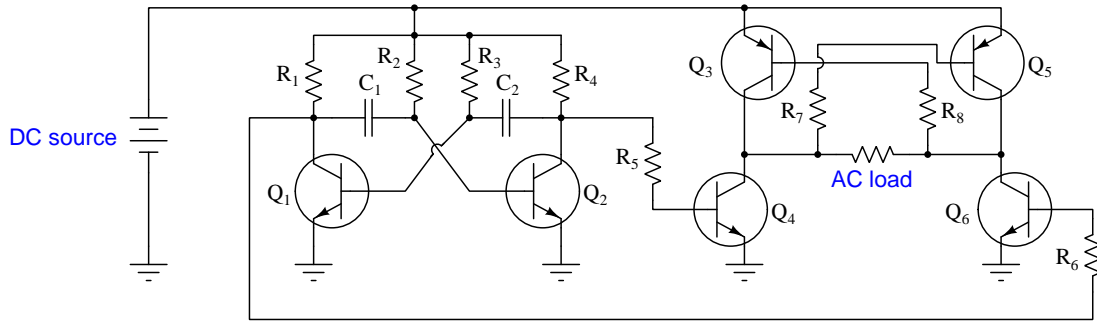 DC source
R1
R2
R3
R4
C1
C2
Q1
Q2
R5
Q3
Q4
R7
R8
AC load
Q5
Q6
R6